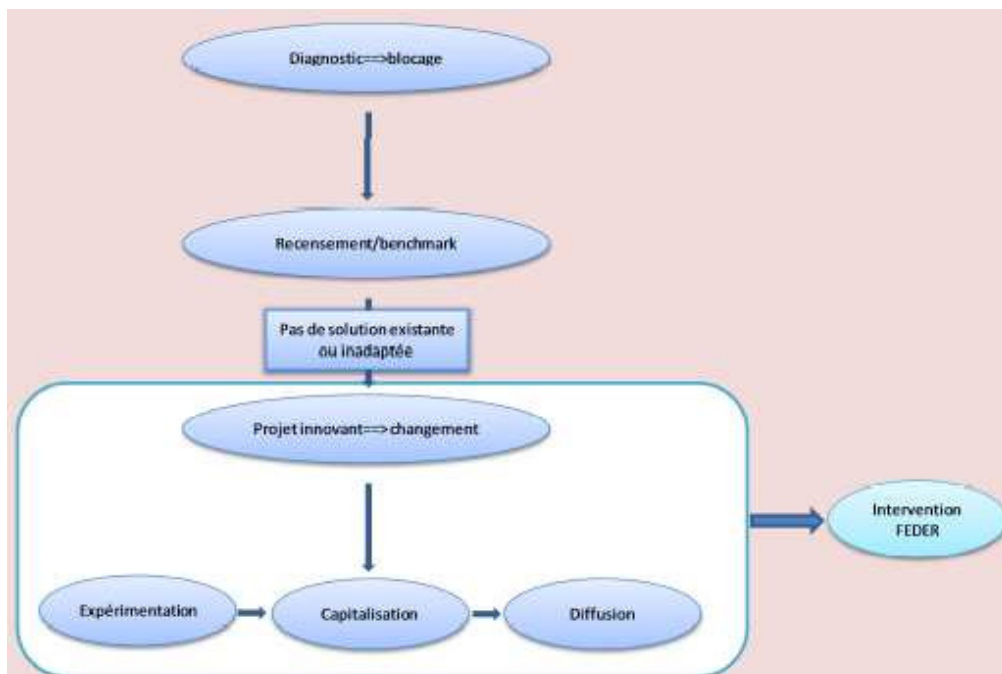 Diagnostic==>blocage
Recensement/benchmark
Pas de solution existante
ou inadaptée
Projet innovant==>changement
Intervention
FEDER
Expérimentation
Capitalisation
Diffusion